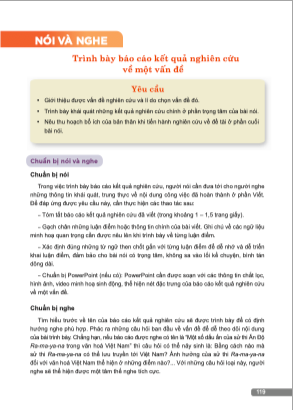 NÓI VÀ NGHE
Trình bày báo cáo kết quả nghiên cứu
về một vấn đề
Yêu cầu
• Giới thiệu được vấn đề nghiên cứu và lí do chọn vấn đề đó.
• Trình bày khái quát những kết quả nghiên cứu chính ở phần trọng tâm của bài nói.
• Nêu thu hoạch bổ ích của bản thân khi tiến hành nghiên cứu về đề tài ở phần cuối
bài nói.
Chuẩn bị nói và nghe
Chuẩn bị nói
Trong việc trình bày báo cáo kết quả nghiên cứu, người nói cần đưa tới cho người nghe
những thông tin khái quát, trung thực về nội dung công việc đã hoàn thành ở phần Viết.
Để đáp ứng được yêu cầu này, cần thực hiện các thao tác sau:
– Tóm tắt báo cáo kết quả nghiên cứu đã viết (trong khoảng 1 – 1,5 trang giấy).
– Gạch chân những luận điểm hoặc thông tin chính của bài viết. Ghi chú về các ngữ liệu
minh hoạ quan trọng cần được nêu lên khi trình bày về từng luận điểm.
– Xác định đúng những từ ngữ then chốt gắn với từng luận điểm để dễ nhớ và dễ triển
khai luận điểm, đảm bảo cho bài nói có trọng tâm, không sa vào lối kể chuyện, bình tán
dông dài.
– Chuẩn bị PowerPoint (nếu có): PowerPoint cần được soạn với các thông tin chắt lọc,
hình ảnh, video minh hoạ sinh động, thể hiện nét đặc trưng của báo cáo kết quả nghiên cứu
về một vấn đề.
Chuẩn bị nghe
Tìm hiểu trước về tên của báo cáo kết quả nghiên cứu sẽ được trình bày để có định
hướng nghe phù hợp. Phác ra những câu hỏi ban đầu về vấn đề để dễ theo dõi nội dung
của bài trình bày. Chẳng hạn, nếu báo cáo được nghe có tên là "Một số dấu ấn của sử thi Ấn Độ
Ra-ma-ya-na trong văn hoá Việt Nam" thì câu hỏi có thể nảy sinh là: Bằng cách nào mà
sử thi Ra-ma-ya-na có thể lưu truyền tới Việt Nam? Ảnh hưởng của sử thi Ra-ma-ya-na
đối với văn hoá Việt Nam thể hiện ở những điểm nào?... Với những câu hỏi loại này, người
nghe sẽ thể hiện được một tâm thế nghe tích cực.
119